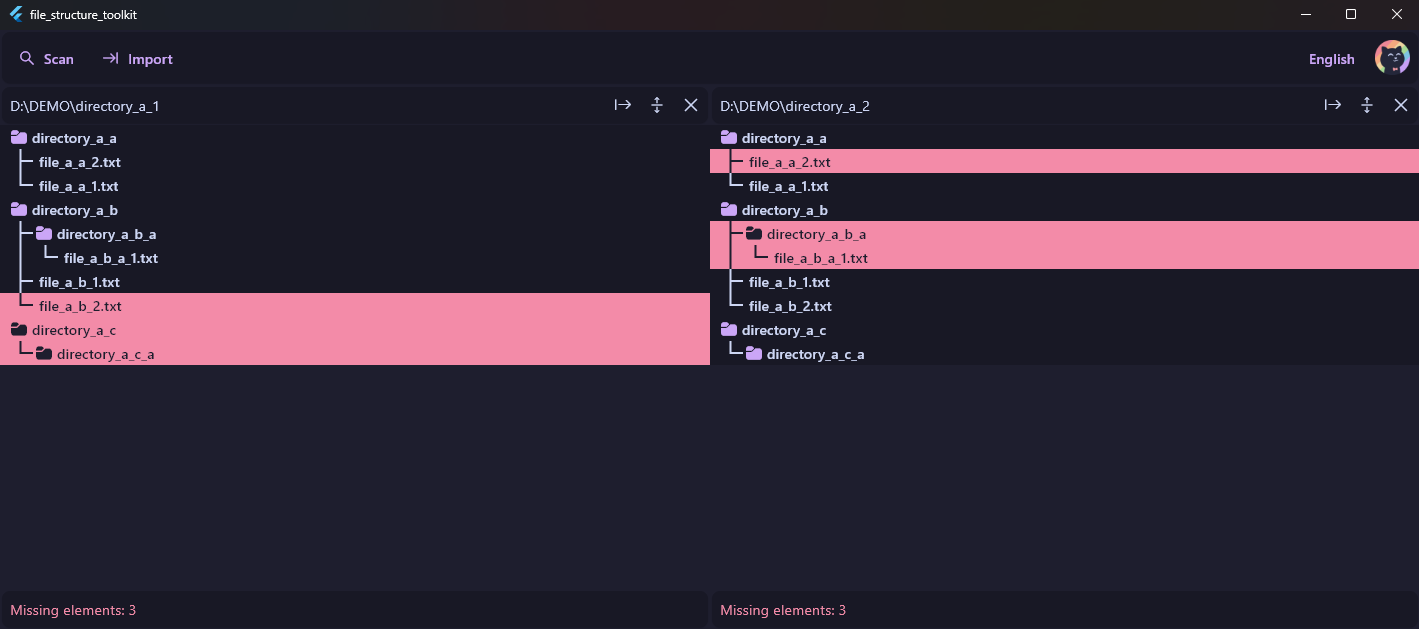 file_structure_toolkit
Scan Import English
D:\DEMO\directory_a_1
directory_a_a
file_a_a_2.txt
file_a_a_1.txt
directory_a_b
directory_a_b_a
file_a_b_a_1.txt
file_a_b_1.txt
file_a_b_2.txt
directory_a_c
directory_a_c_a
Missing elements: 3
D:\DEMO\directory_a_2
directory_a_a
file_a_a_2.txt
file_a_a_1.txt
directory_a_b
directory_a_b_a
file_a_b_a_1.txt
file_a_b_1.txt
file_a_b_2.txt
directory_a_c
directory_a_c_a
Missing elements: 3